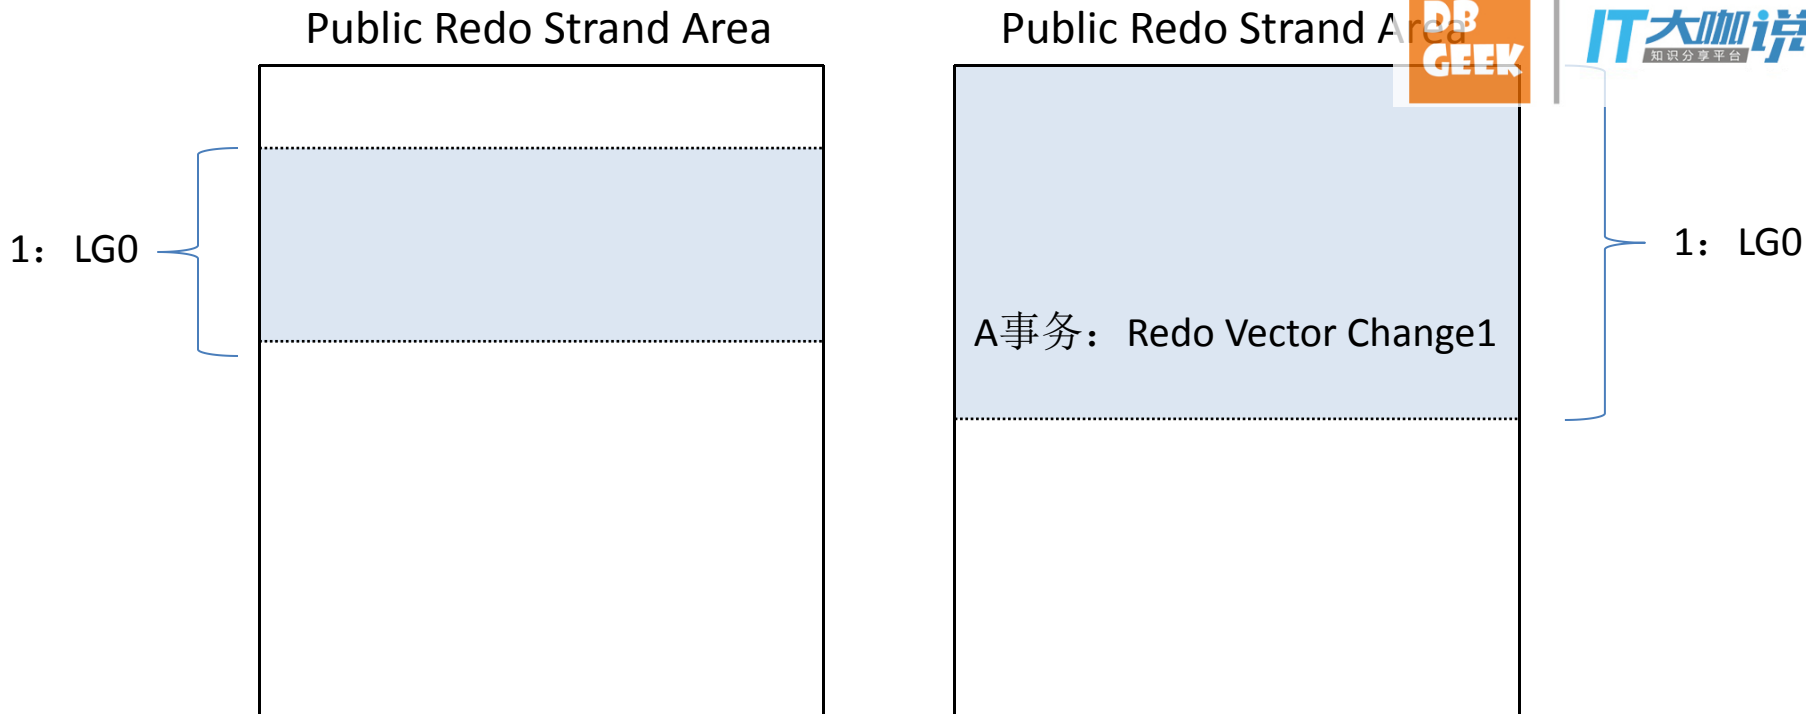 Public Redo Strand Area
Public Redo Strand Area
DB
GEEK
IT大咖说
知识分享平台
1： LG0
1： LG0
A事务： Redo Vector Change1